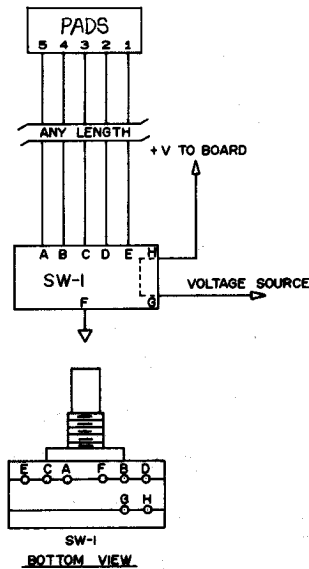 PADS
5 4 3 2 1
ANY LENGTH
+V TO BOARD
A B C D E H
SW-1
VOLTAGE SOURCE
F G
E C A F B D
G H
SW-1
BOTTOM VIEW